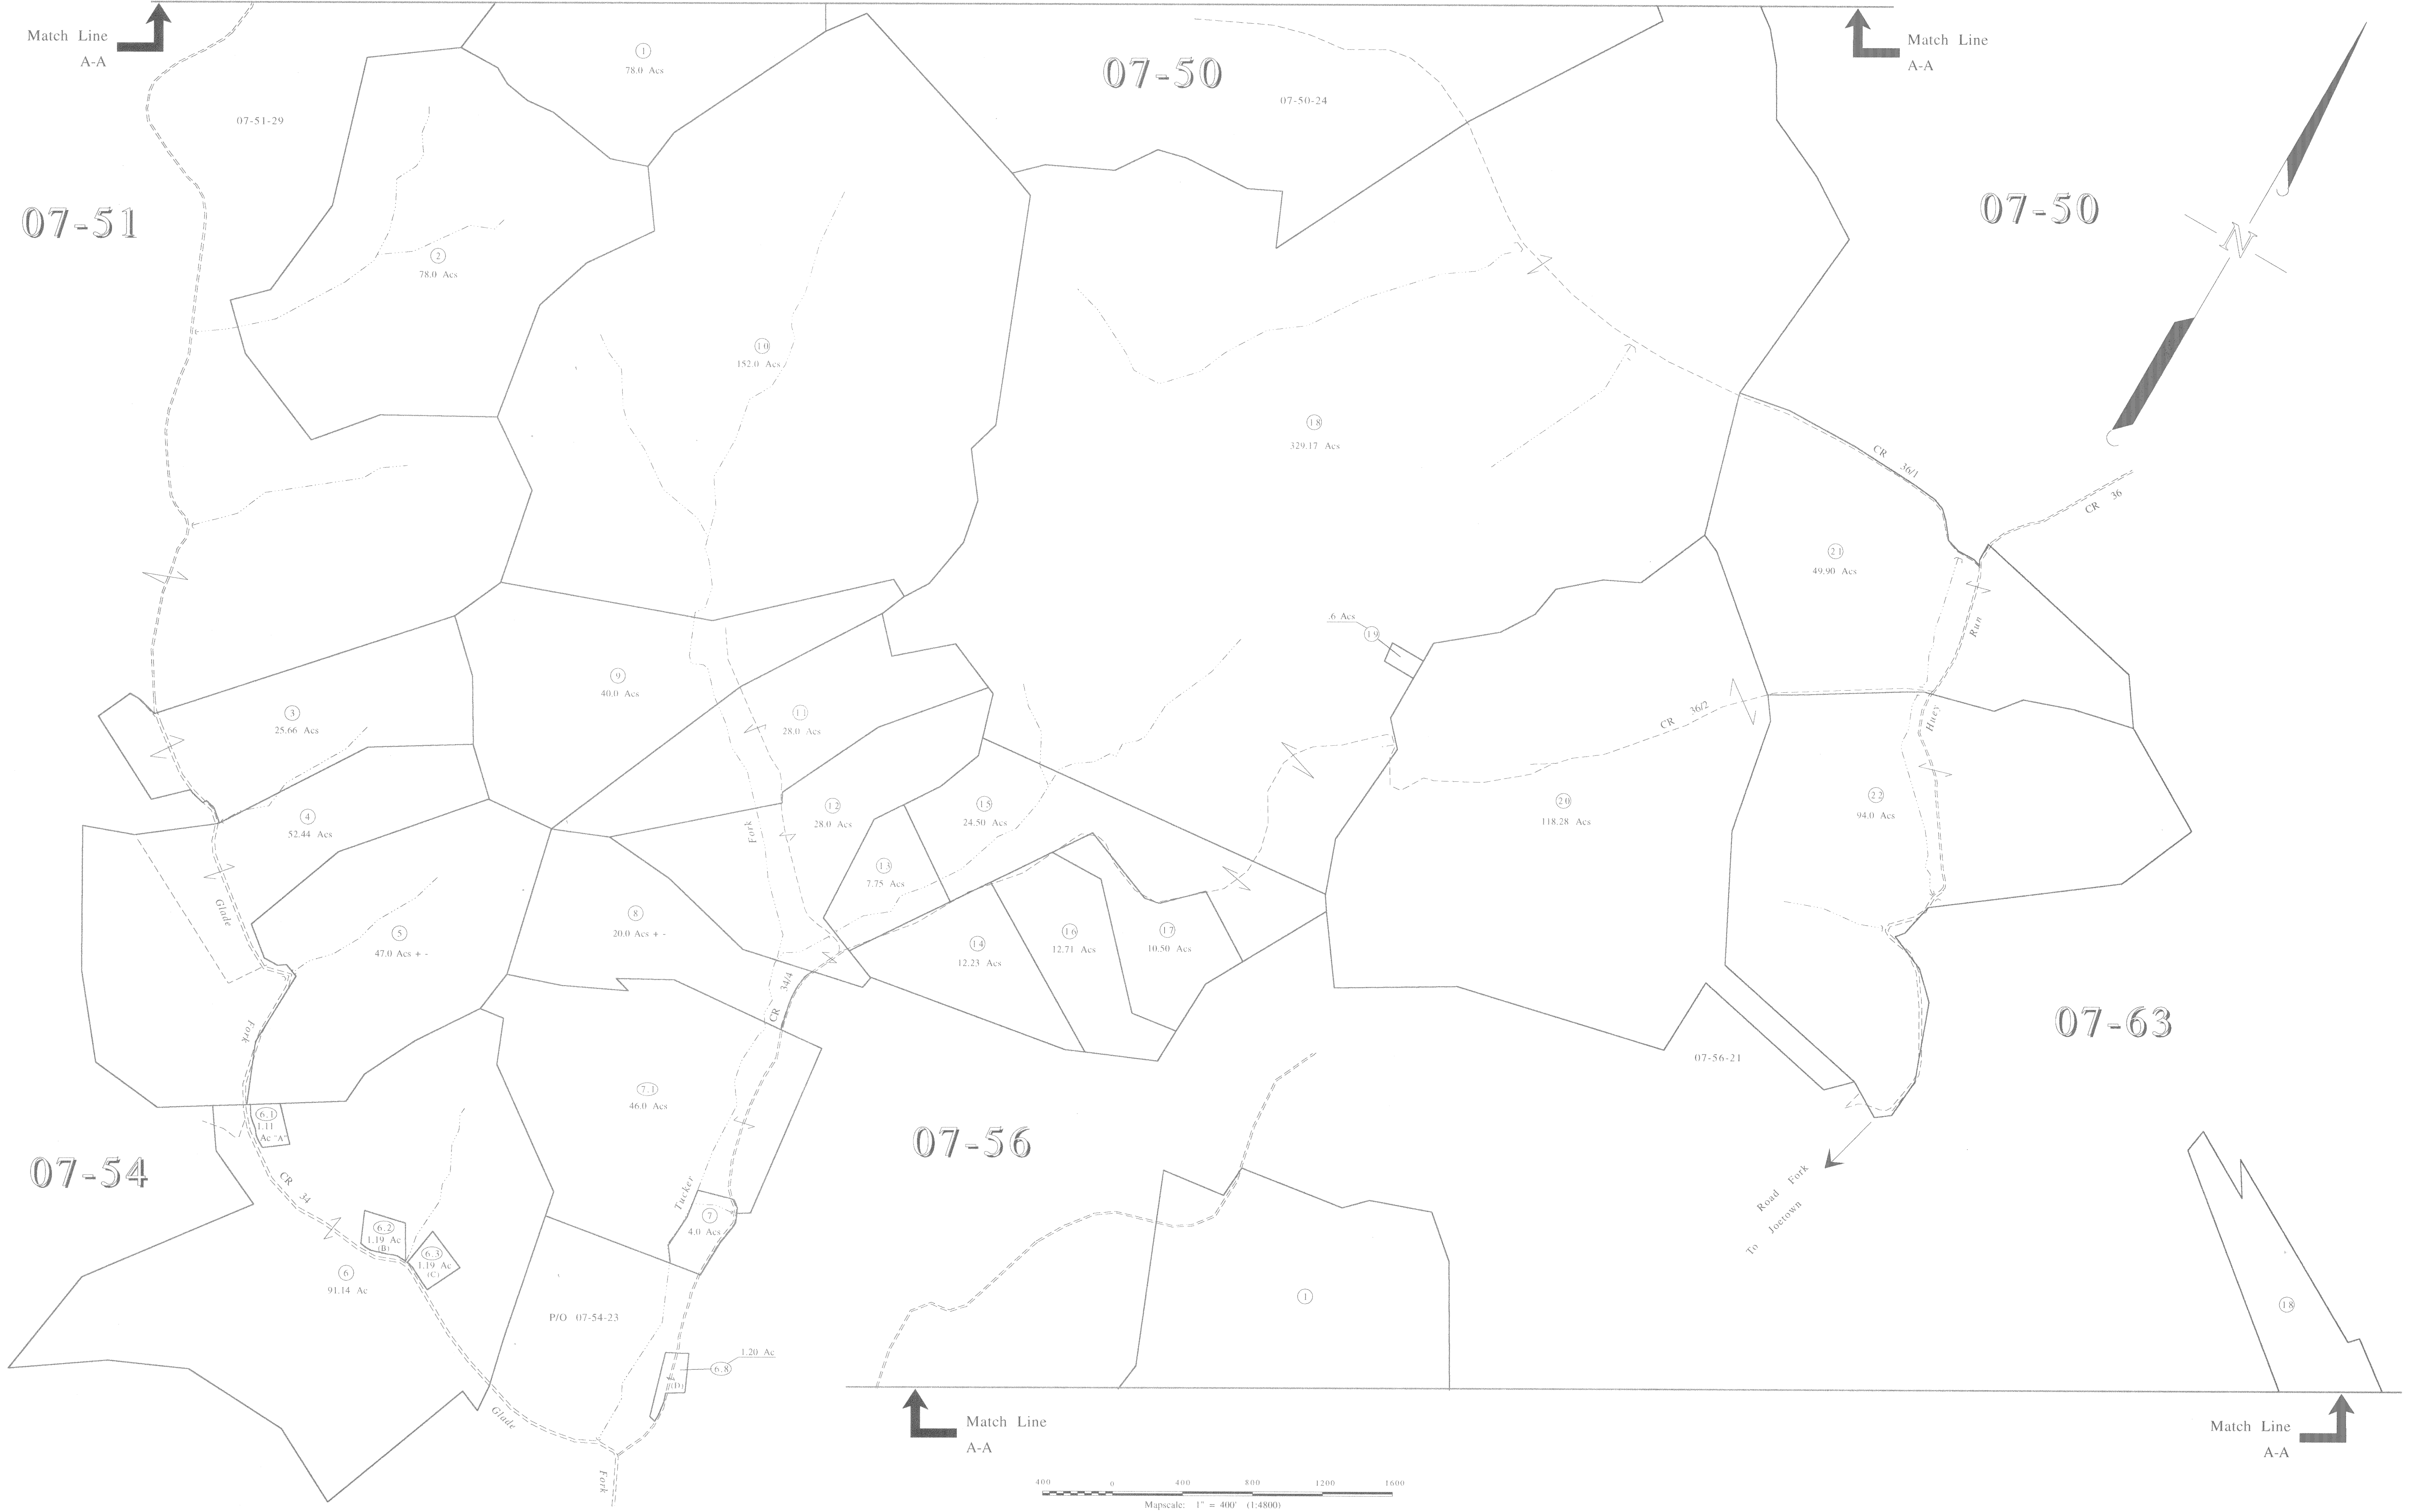 Match Line
A-A
1
78.0 Acs
07-50
07-50-24
Match Line
A-A
07-51-29
07-51
07-50
N
2
78.0 Acs
10
152.0 Acs
18
329.17 Acs
CR 36/1
CR 36
21
49.90 Acs
.6 Acs
19
Run
9
40.0 Acs
3
25.66 Acs
11
28.0 Acs
CR 36/2
Huey
4
52.44 Acs
Fork
12
28.0 Acs
15
24.50 Acs
20
118.28 Acs
22
94.0 Acs
13
7.75 Acs
Glade
5
47.0 Acs + -
8
20.0 Acs + -
14
12.23 Acs
16
12.71 Acs
17
10.50 Acs
CR 34/4
Fork
07-63
07-56-21
7.1
46.0 Acs
6.1
1.11
Ac "A"
07-54
07-56
CR 34
Tucker
7
4.0 Acs
6.2
1.19 Ac
(B)
6.3
1.19 Ac
(C)
6
91.14 Ac
Road Fork
To Joetown
1
18
P/O 07-54-23
1.20 Ac
6.8
(D)
Glade
Fork
Match Line
A-A
Match Line
A-A
400 0 400 800 1200 1600
Mapscale: 1" = 400' (1:4800)